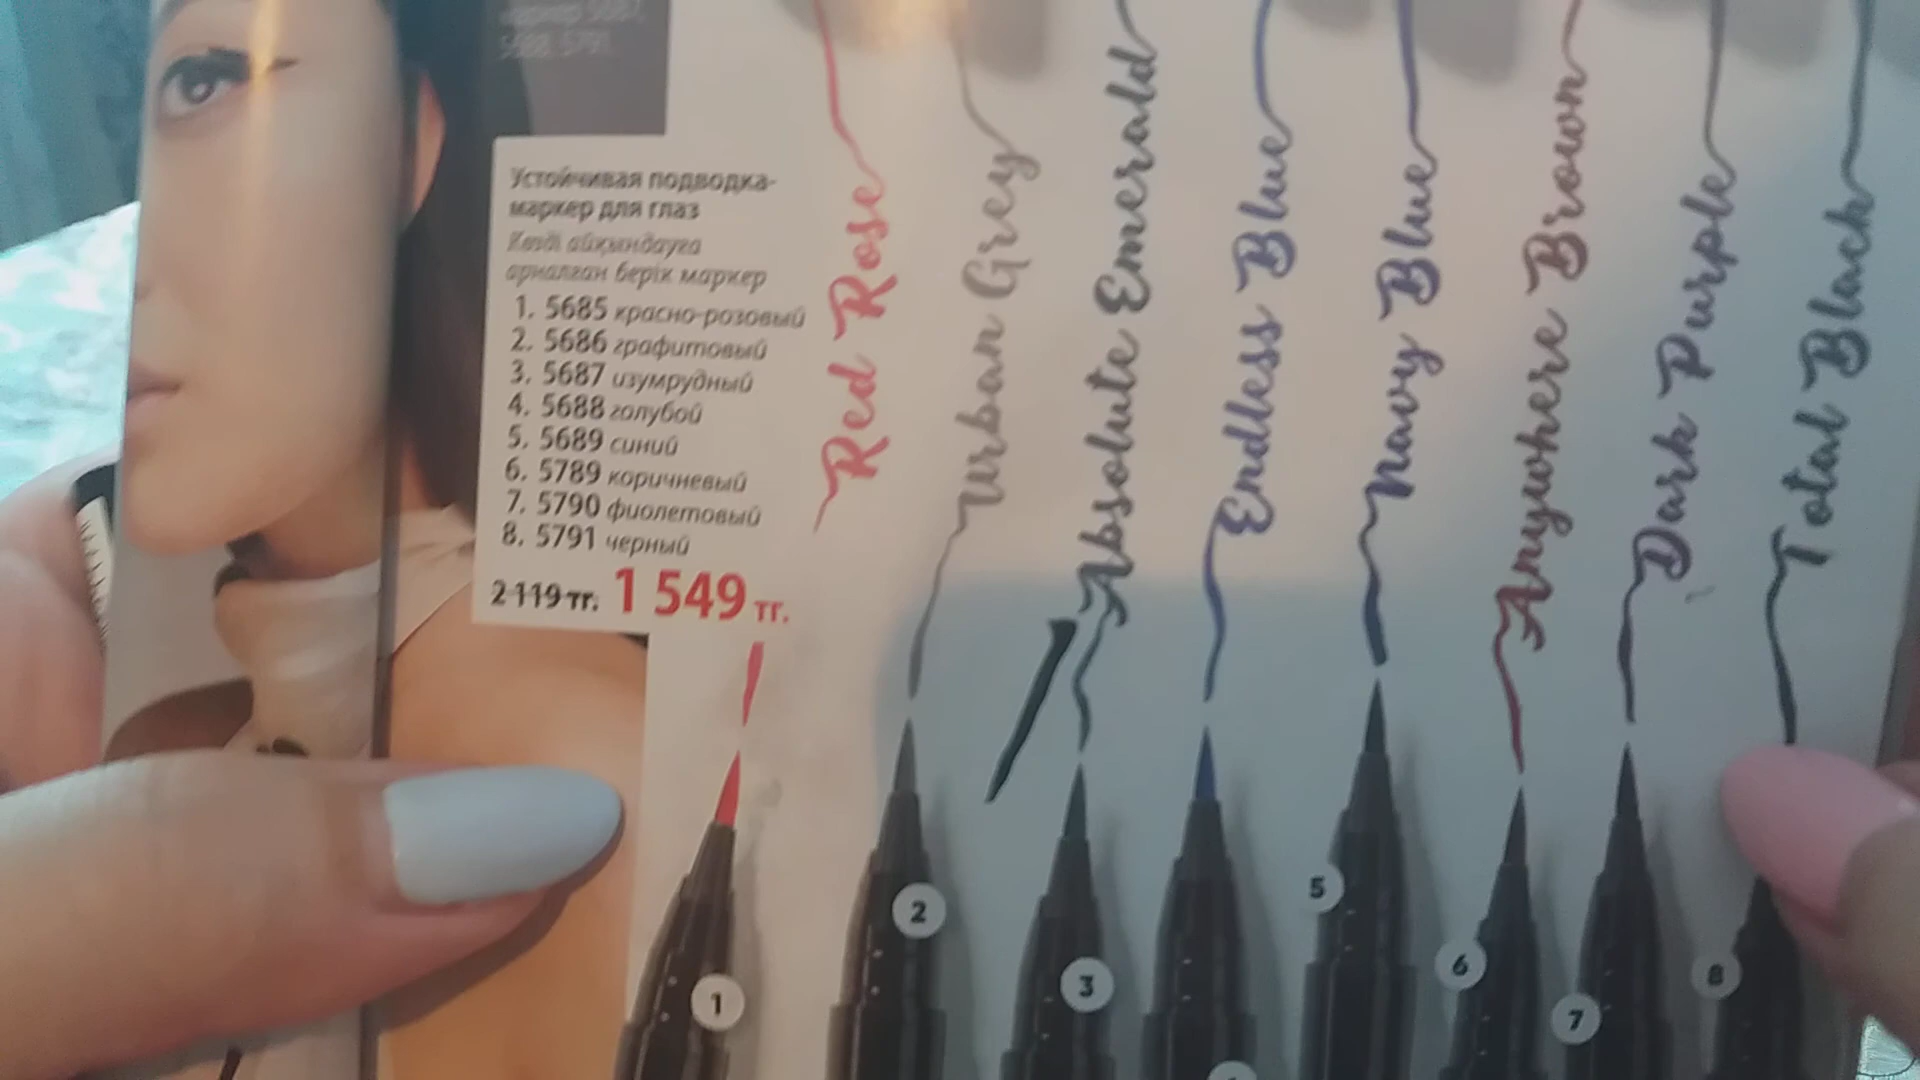 5791
Устойчивая подводка-
маркер для глаз
Көзді айқындауға
арналған берік маркер
1. 5685 красно-розовый
2. 5686 графитовый
3. 5687 изумрудный
4. 5688 голубой
5. 5689 синий
6. 5789 коричневый
7. 5790 фиолетовый
8. 5791 черный
2 119 тг. 1 549 тг.
Red Rose
Urban Grey
Absolute Emerald
Endless Blue
Navy Blue
Anywhere Brown
Dark Purple
Total Black
1
2
3
5
6
7
8